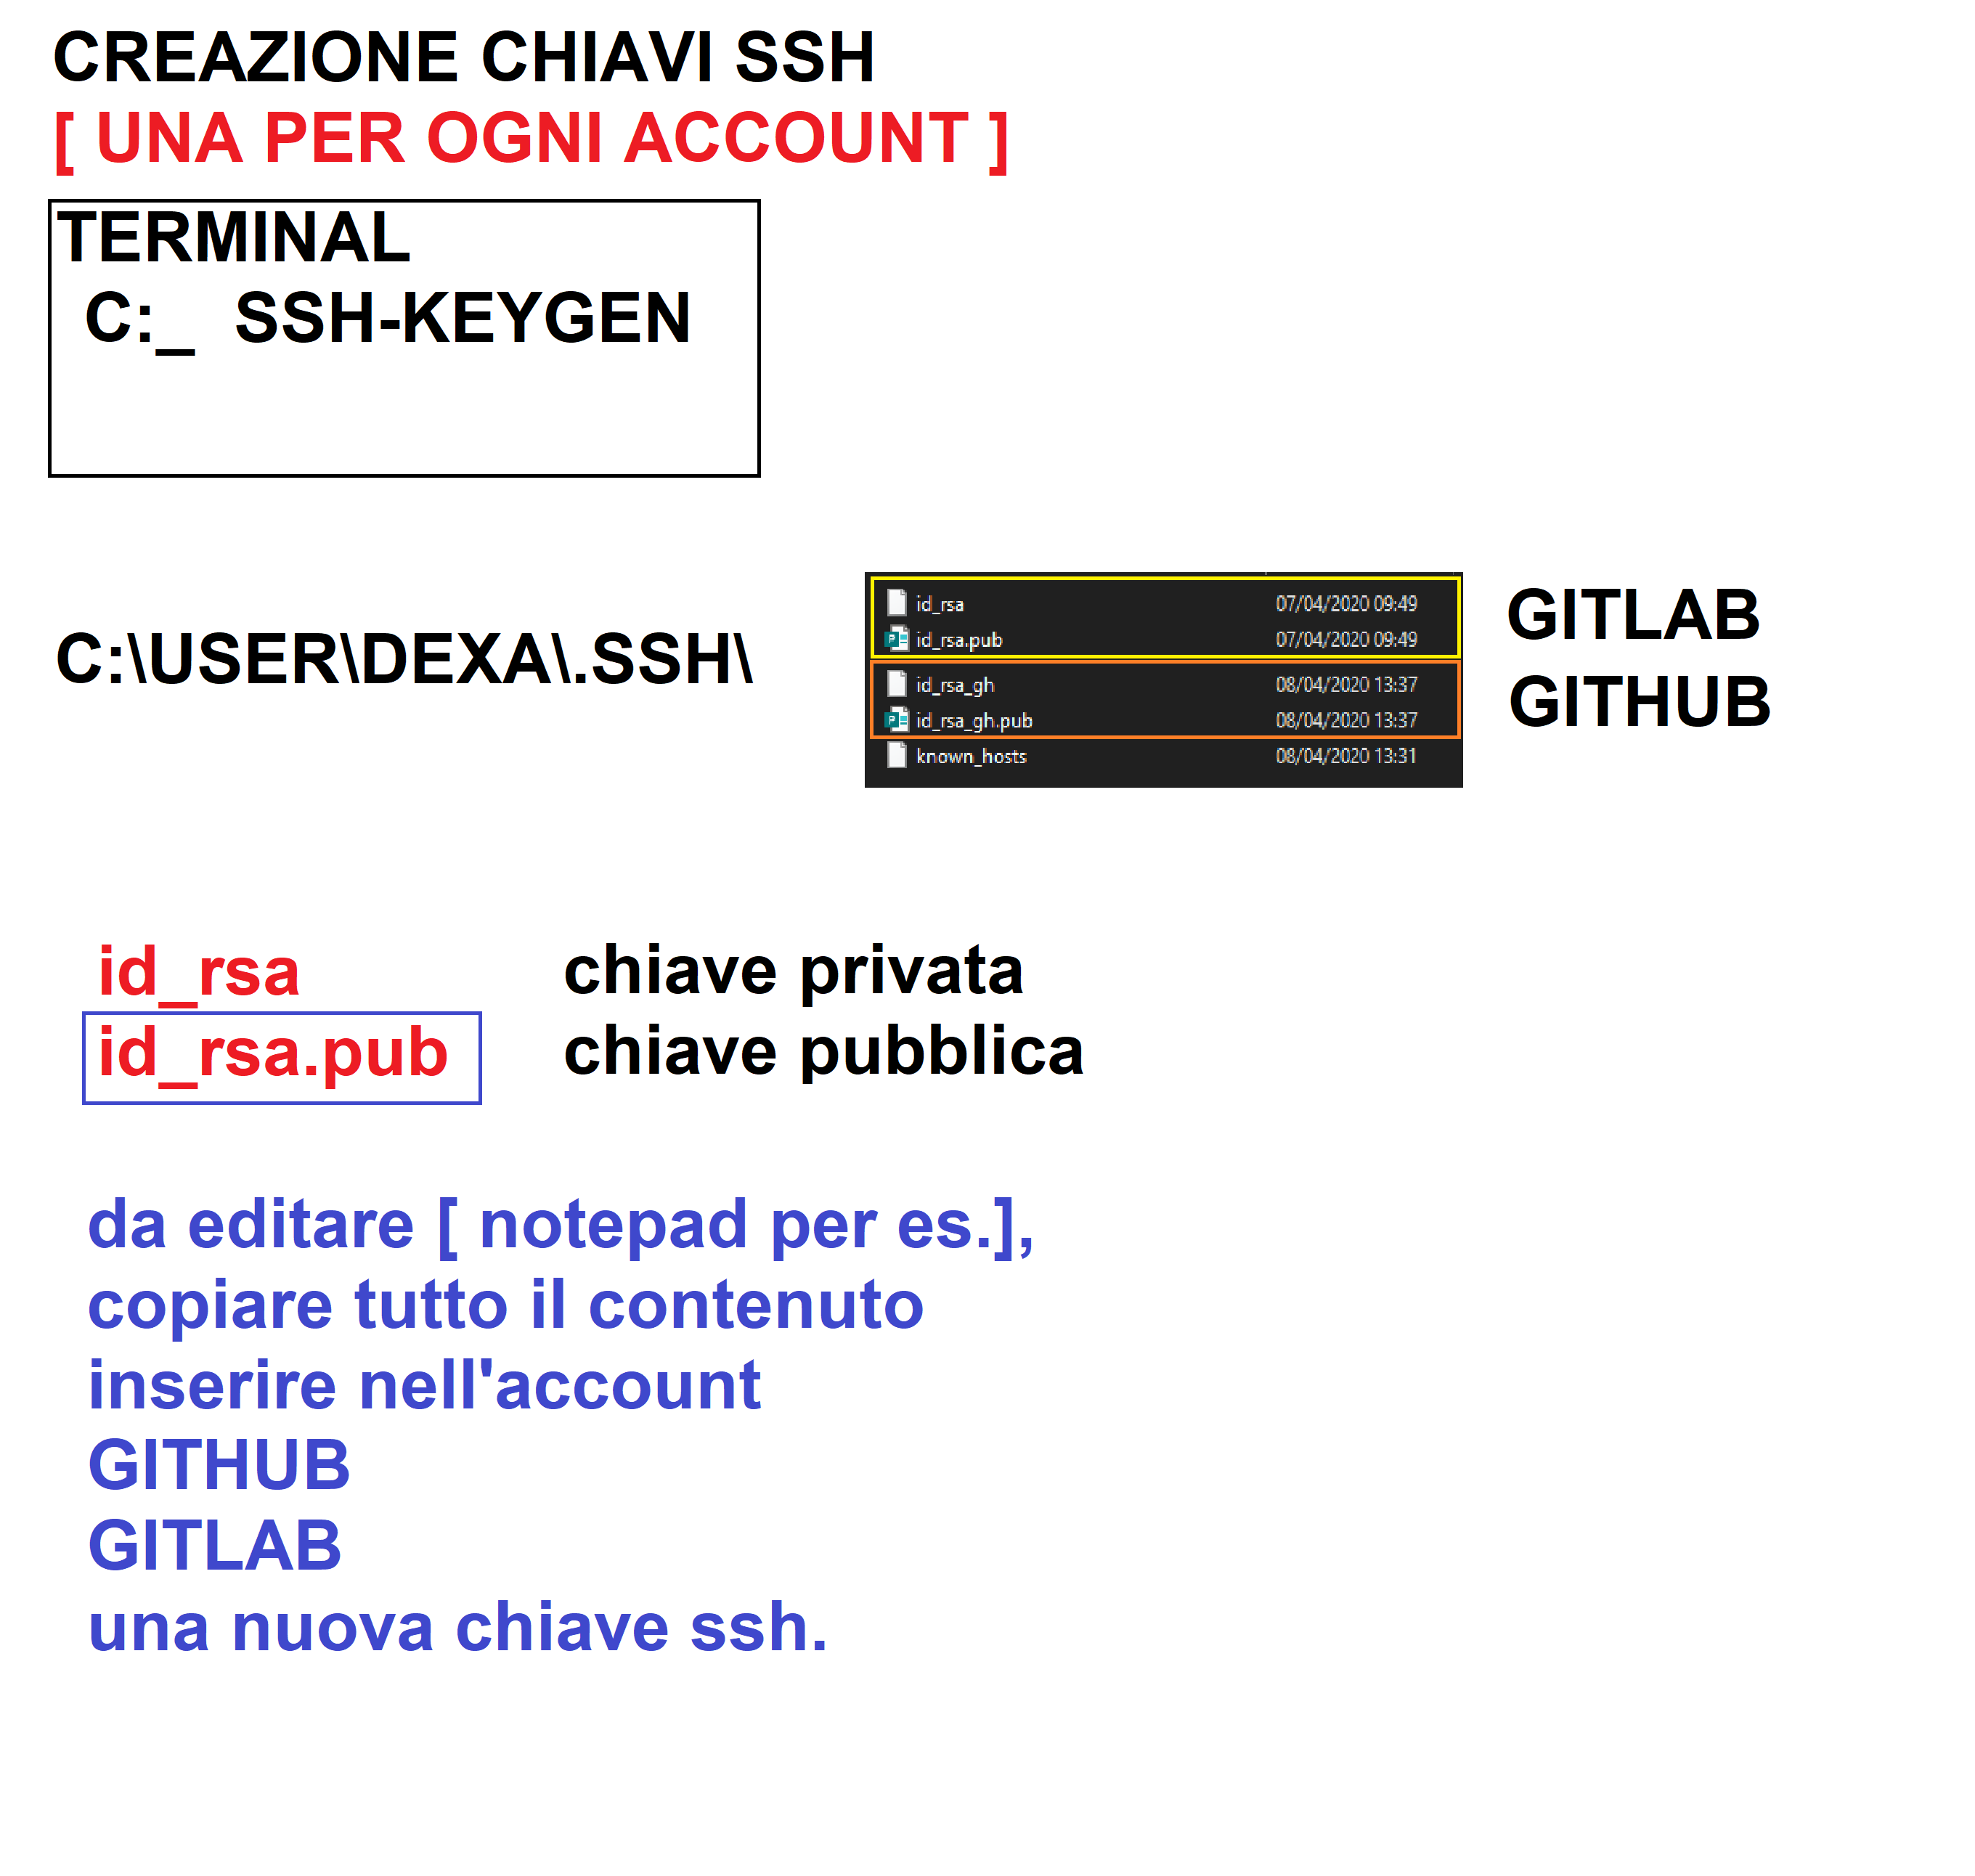 CREAZIONE CHIAVI SSH
[ UNA PER OGNI ACCOUNT ]
TERMINAL
C:_ SSH-KEYGEN
C:\USER\DEXA\.SSH\
id_rsa 07/04/2020 09:49
id_rsa.pub 07/04/2020 09:49
id_rsa_gh 08/04/2020 13:37
id_rsa_gh.pub 08/04/2020 13:37
known_hosts 08/04/2020 13:31
GITLAB
GITHUB
id_rsa chiave privata
id_rsa.pub chiave pubblica
da editare [ notepad per es.],
copiare tutto il contenuto
inserire nell'account
GITHUB
GITLAB
una nuova chiave ssh.